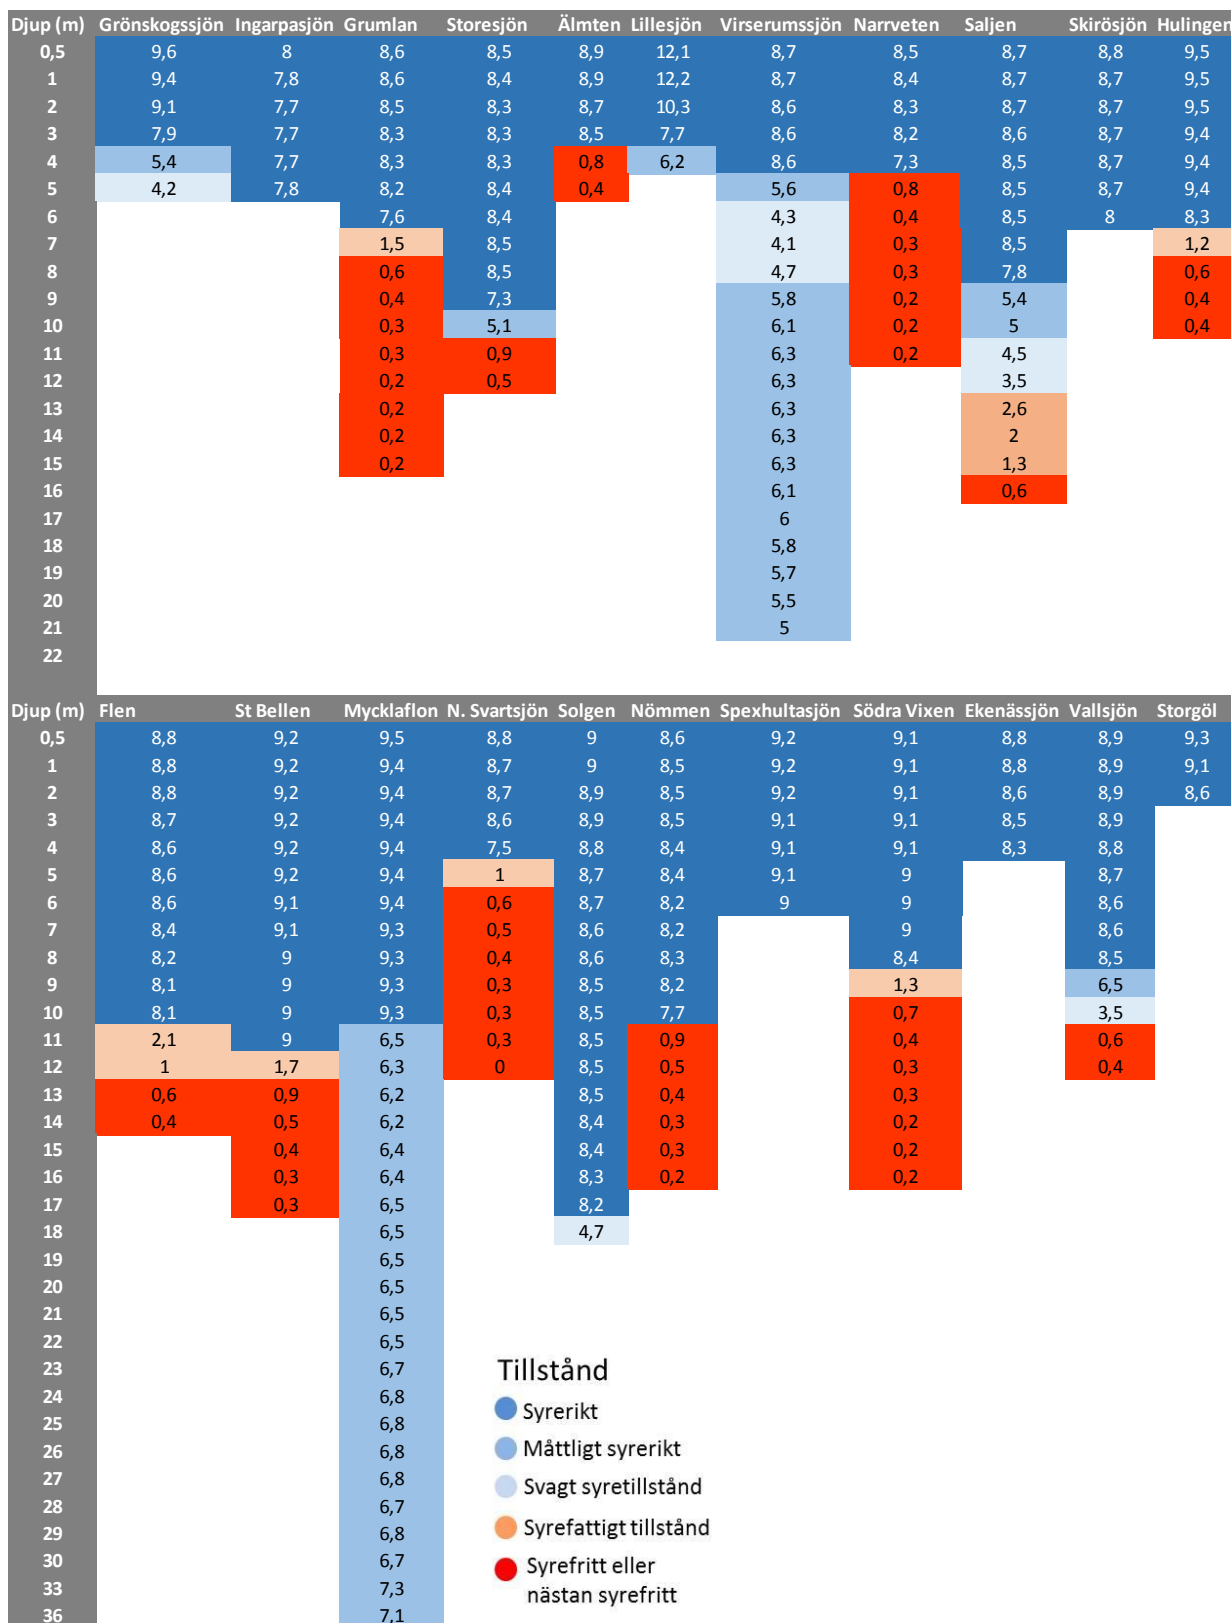 Djup (m) Grönskogssjön Ingarpasjön Grumlan Storesjön Älmten Lillesjön Virserumssjön Narrveten Saljen Skirösjön Hulingen
0,5 9,6 8 8,6 8,5 8,9 12,1 8,7 8,5 8,7 8,8 9,5
1 9,4 7,8 8,6 8,4 8,9 12,2 8,7 8,4 8,7 8,7 9,5
2 9,1 7,7 8,5 8,3 8,7 10,3 8,6 8,3 8,7 8,7 9,5
3 7,9 7,7 8,3 8,3 8,5 7,7 8,6 8,2 8,6 8,7 9,4
4 5,4 7,7 8,3 8,3 0,8 6,2 8,6 7,3 8,5 8,7 9,4
5 4,2 7,8 8,2 8,4 0,4 5,6 0,8 8,5 8,7 9,4
6 7,6 8,4 4,3 0,4 8,5 8 8,3
7 1,5 8,5 4,1 0,3 8,5 1,2
8 0,6 8,5 4,7 0,3 7,8 0,6
9 0,4 7,3 5,8 0,2 5,4 0,4
10 0,3 5,1 6,1 0,2 5 0,4
11 0,3 0,9 6,3 0,2 4,5
12 0,2 0,5 6,3 3,5
13 0,2 6,3 2,6
14 0,2 6,3 2
15 0,2 6,3 1,3
16 6,1 0,6
17 6
18 5,8
19 5,7
20 5,5
21 5
22
Djup (m) Flen St Bellen Mycklaflon N. Svartsjön Solgen Nömmen Spexhultasjön Södra Vixen Ekenässjön Vallsjön Storgöl
0,5 8,8 9,2 9,5 8,8 9 8,6 9,2 9,1 8,8 8,9 9,3
1 8,8 9,2 9,4 8,7 9 8,5 9,2 9,1 8,8 8,9 9,1
2 8,8 9,2 9,4 8,7 8,9 8,5 9,2 9,1 8,6 8,9 8,6
3 8,7 9,2 9,4 8,6 8,9 8,5 9,1 9,1 8,5 8,9
4 8,6 9,2 9,4 7,5 8,8 8,4 9,1 9,1 8,3 8,8
5 8,6 9,2 9,4 1 8,7 8,4 9,1 9 8,7
6 8,6 9,1 9,4 0,6 8,7 8,2 9 9 8,6
7 8,4 9,1 9,3 0,5 8,6 8,2 9 8,6
8 8,2 9 9,3 0,4 8,6 8,3 8,4 8,5
9 8,1 9 9,3 0,3 8,5 8,2 1,3 6,5
10 8,1 9 9,3 0,3 8,5 7,7 0,7 3,5
11 2,1 9 6,5 0,3 8,5 0,9 0,4 0,6
12 1 1,7 6,3 0 8,5 0,5 0,3 0,4
13 0,6 0,9 6,2 8,5 0,4 0,3
14 0,4 0,5 6,2 8,4 0,3 0,2
15 0,4 6,4 8,4 0,3 0,2
16 0,3 6,4 8,3 0,2 0,2
17 0,3 6,5 8,2
18 6,5 4,7
19 6,5
20 6,5
21 6,5
22 6,5
23 6,7
24 6,8
25 6,8
26 6,8
27 6,8
28 6,7
29 6,8
30 6,7
33 7,3
36 7,1
Tillstånd
Syrerikt
Måttligt syrerikt
Svagt syretillstånd
Syrefattigt tillstånd
Syrefritt eller
nästan syrefritt